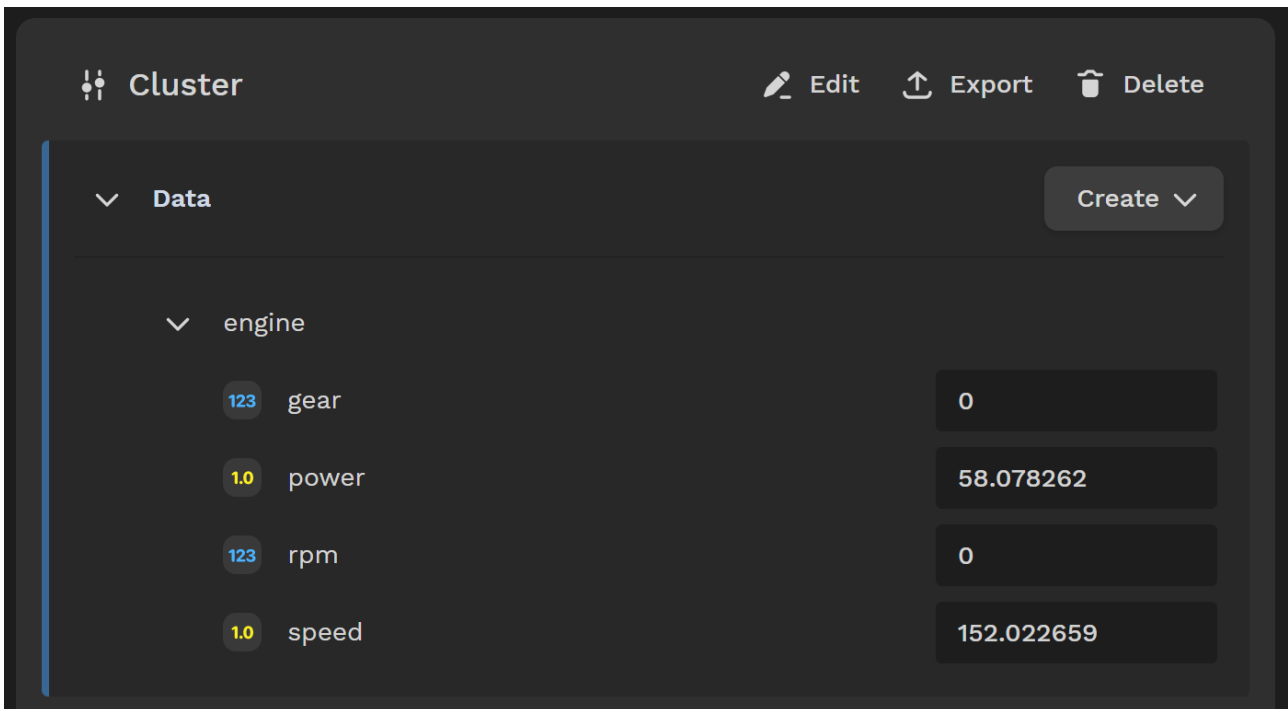 Cluster Edit Export Delete
Data Create
engine
123 gear 0
1.0 power 58.078262
123 rpm 0
1.0 speed 152.022659